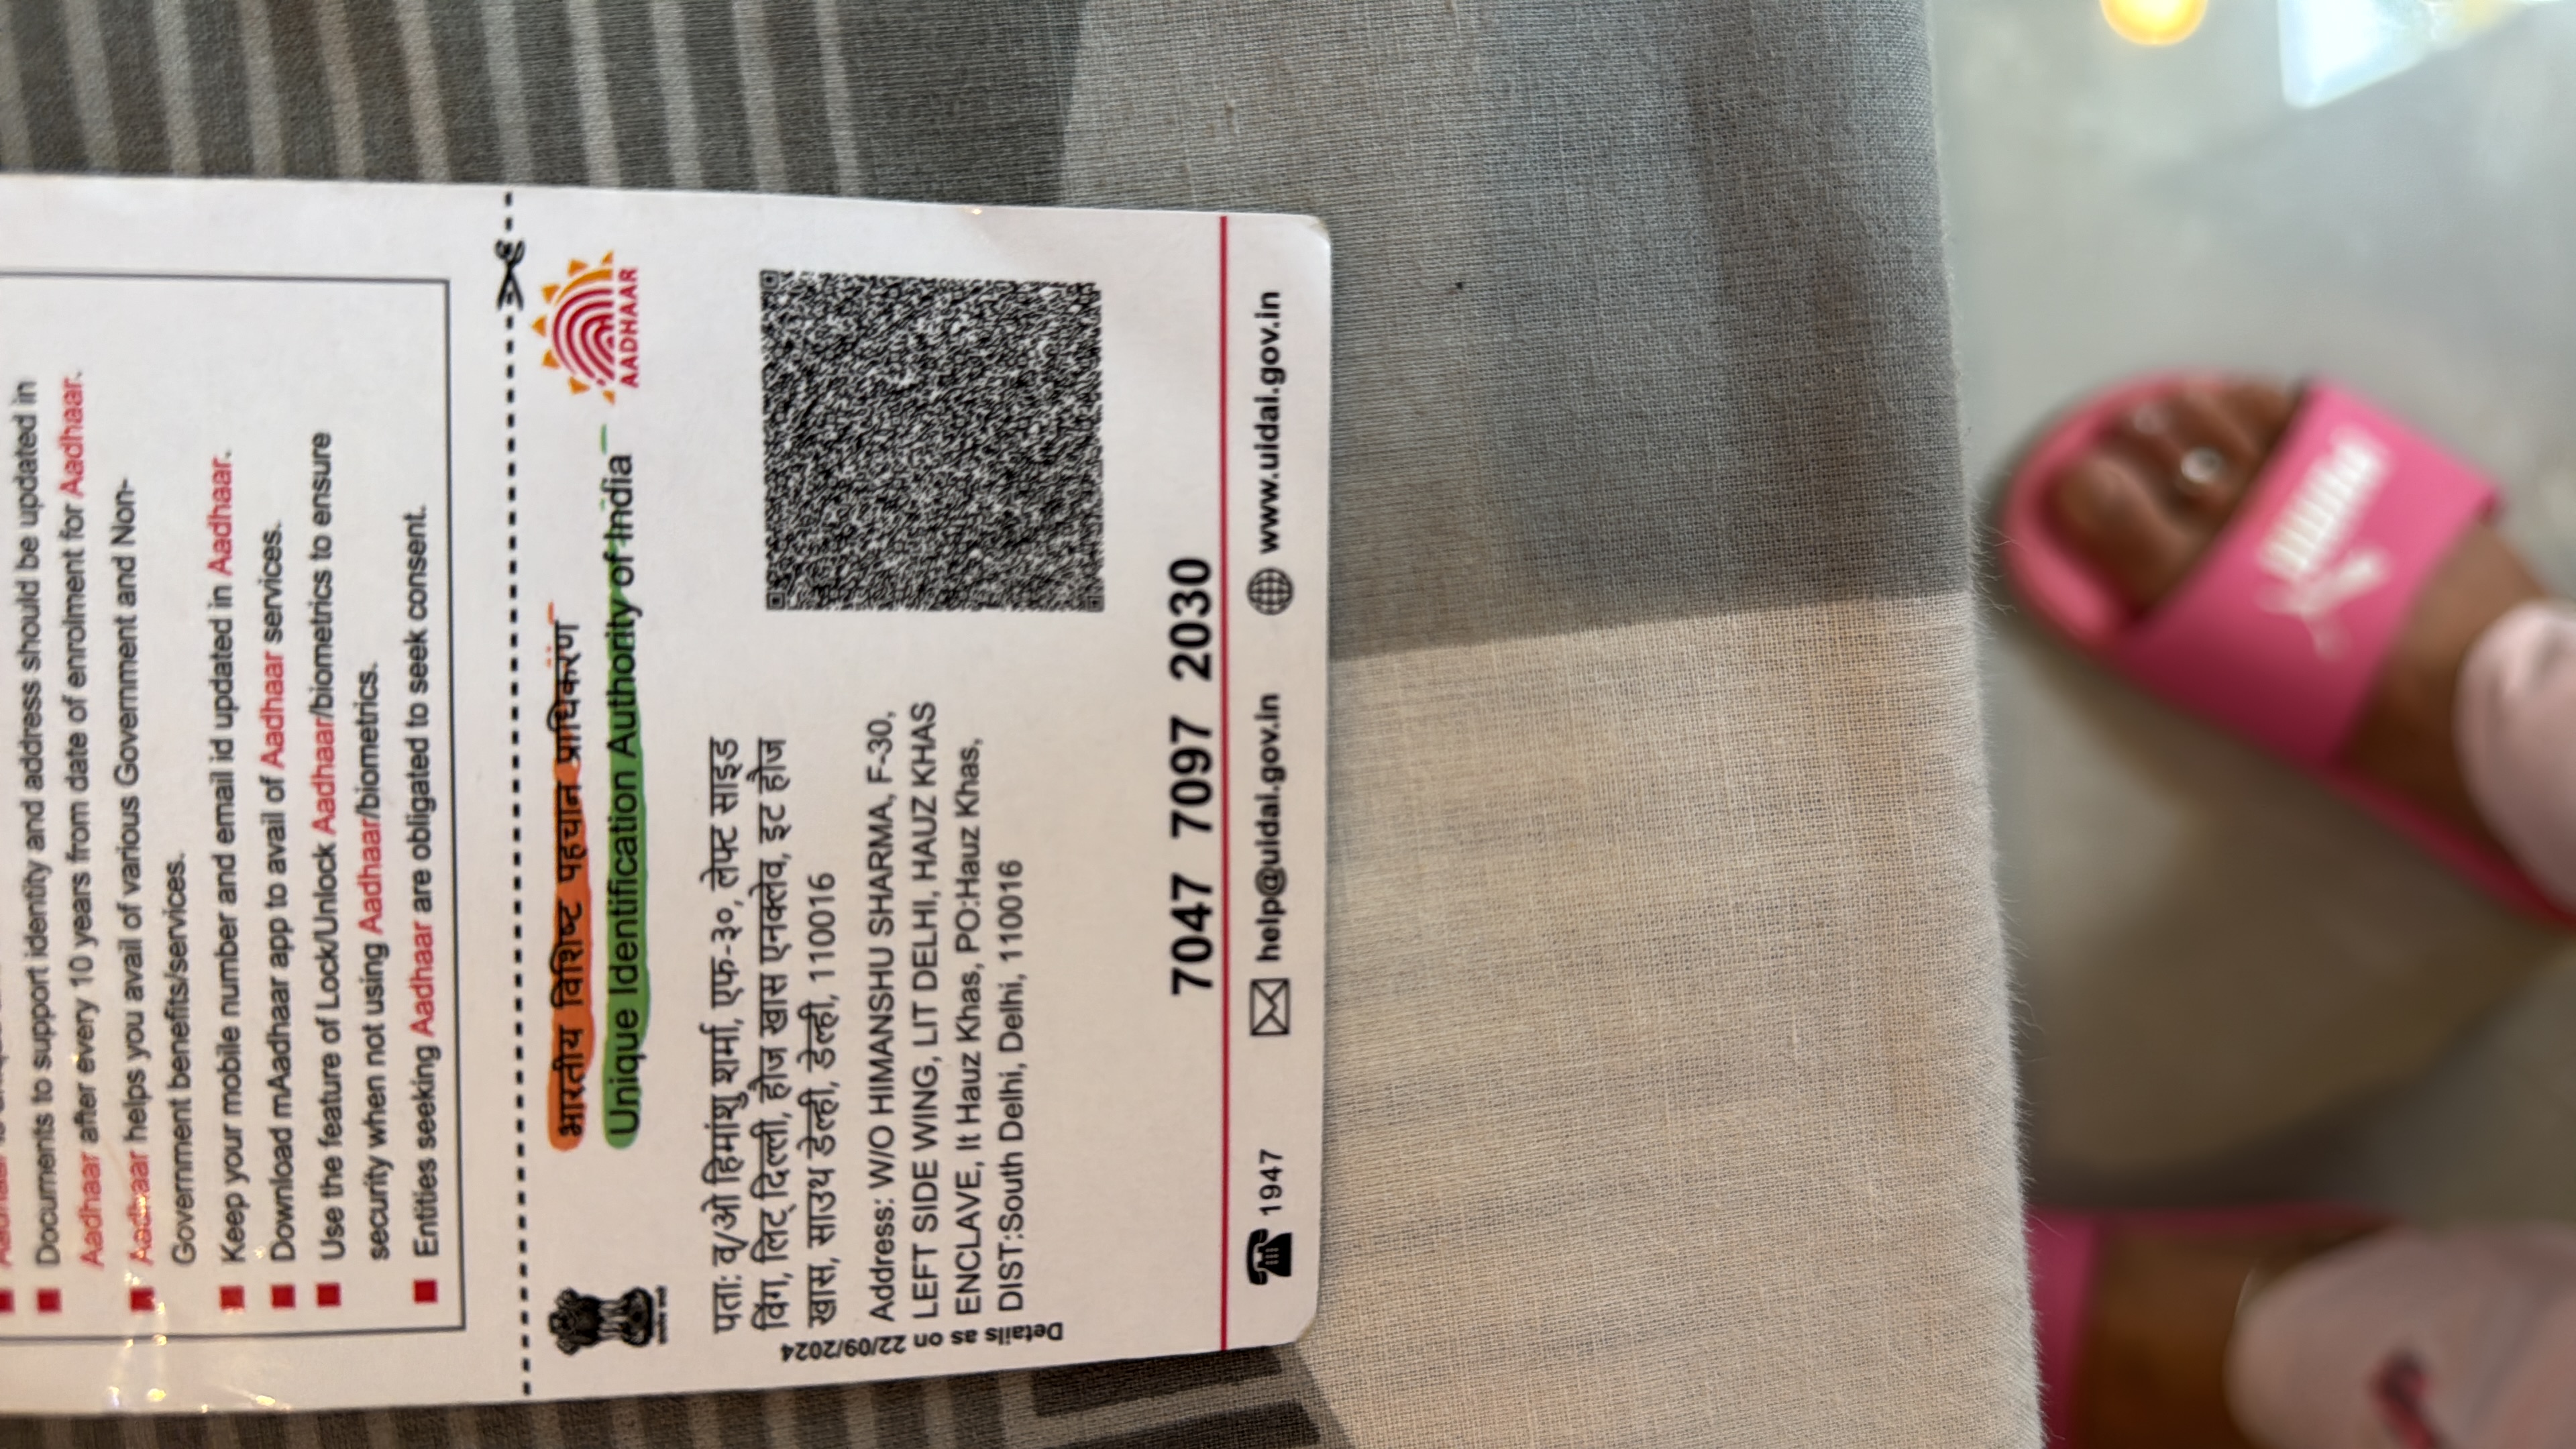 Documents to support identity and address should be updated in
Aadhaar after every 10 years from date of enrolment for Aadhaar.
Aadhaar helps you avail of various Government and Non-
Government benefits/services.
Keep your mobile number and email id updated in Aadhaar.
Download mAadhaar app to avail of Aadhaar services.
Use the feature of Lock/Unlock Aadhaar/biometrics to ensure
security when not using Aadhaar/biometrics.
Entities seeking Aadhaar are obligated to seek consent.
भारतीय विशिष्ट पहचान प्राधिकरण
Unique Identification Authority of India
AADHAAR
Details as on 22/09/2024
पता: व्/ओ हिमांशु शर्मा, एफ-३०, लेफ्ट साइड
विंग, लिट् दिल्ली, हौज खास एनक्लेव, इट हौज
खास, साउथ डेल्ही, डेल्ही, 110016
Address: W/O HIMANSHU SHARMA, F-30,
LEFT SIDE WING, LIT DELHI, HAUZ KHAS
ENCLAVE, It Hauz Khas, PO:Hauz Khas,
DIST:South Delhi, Delhi, 110016
7047 7097 2030
1947
help@uidai.gov.in
www.uidai.gov.in